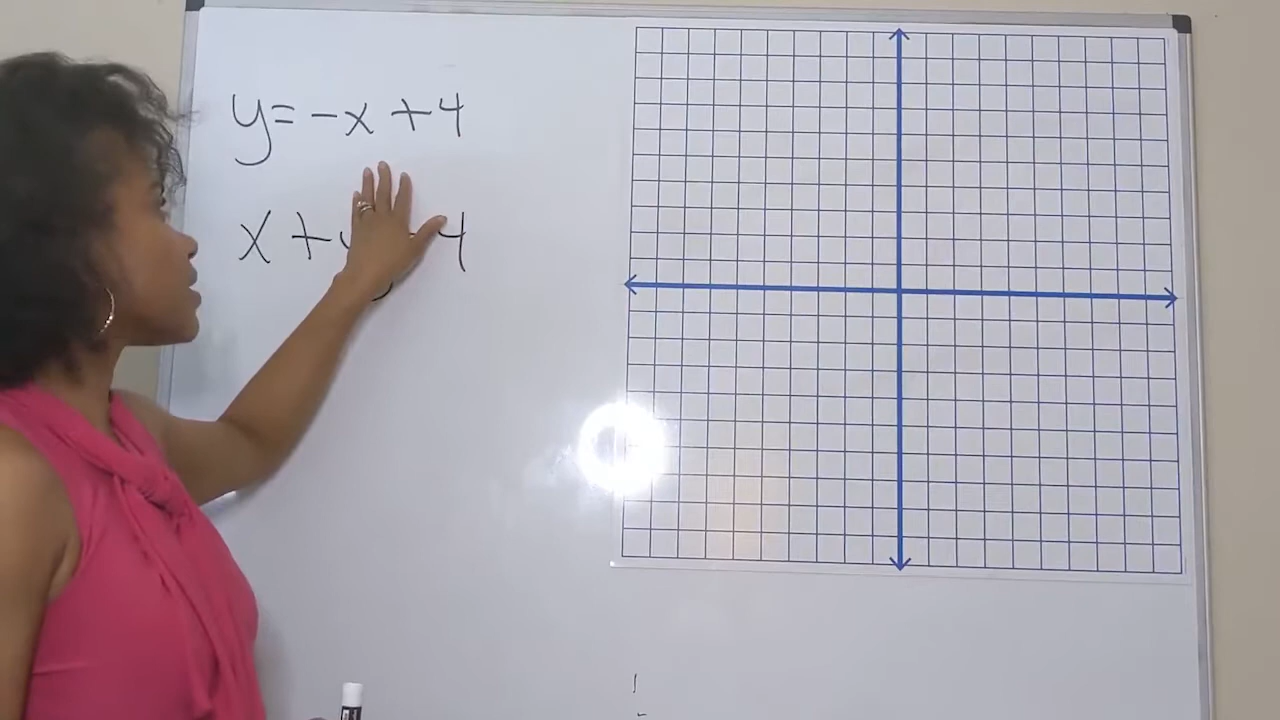 y = -x + 4
x + y = 4